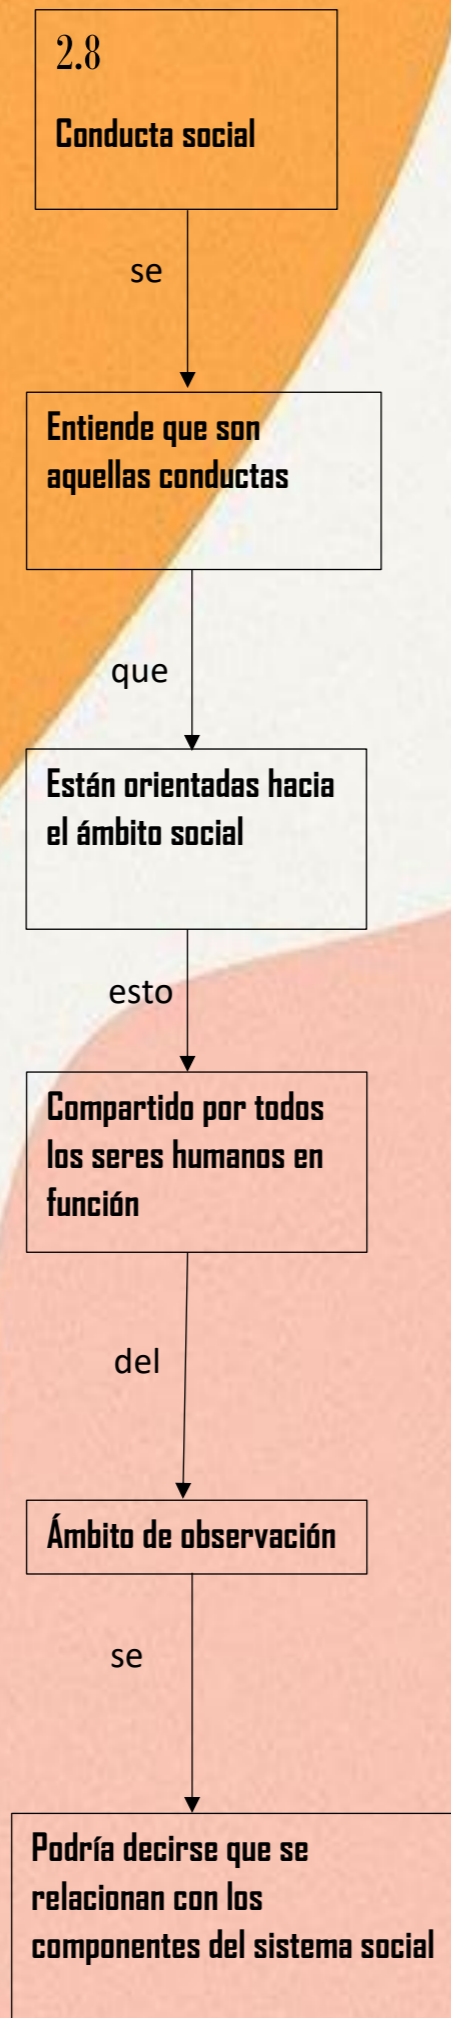 2.8
Conducta social
se
Entiende que son
aquellas conductas
que
Están orientadas hacia
el ámbito social
esto
Compartido por todos
los seres humanos en
función
del
Ámbito de observación
se
Podría decirse que se
relacionan con los
componentes del sistema social